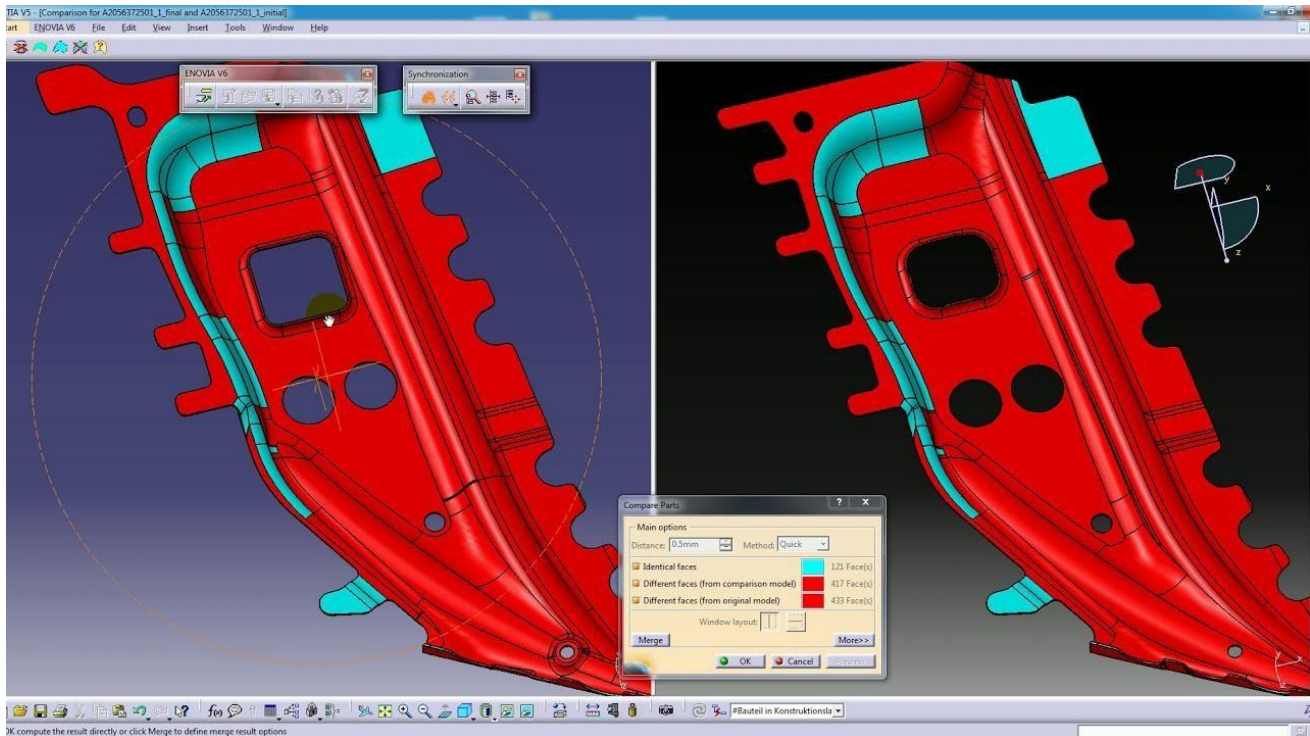 TIA V5 - [Comparison for A2056372501_1_final and A2056372501_1_initial]
tart ENOVIA V6 File Edit View Insert Tools Window Help
ENOVIA V6
Synchronization
y
x
z
Compare Parts
Main options
Distance: 0.5mm Method: Quick
Identical faces 121 Face(s)
Different faces (from comparison model) 417 Face(s)
Different faces (from original model) 433 Face(s)
Window layout:
Merge More>>
OK Cancel Preview
y
x
z
z
f(x)
#Bauteil in Konstruktionsla
OK compute the result directly or click Merge to define merge result options